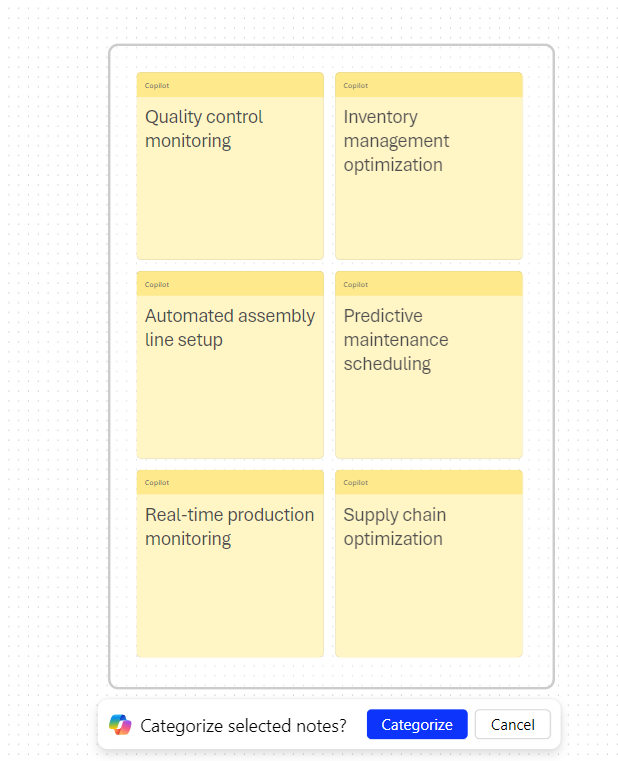 Copilot
Quality control
monitoring
Copilot
Inventory
management
optimization
Copilot
Automated assembly
line setup
Copilot
Predictive
maintenance
scheduling
Copilot
Real-time production
monitoring
Copilot
Supply chain
optimization
Categorize selected notes?
Categorize
Cancel